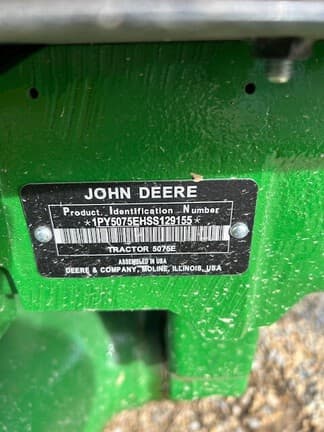 JOHN DEERE
Product Identification Number
*1PY5075EHSS129155*
TRACTOR 5075E
ASSEMBLED IN USA
DEERE & COMPANY, MOLINE, ILLINOIS, USA